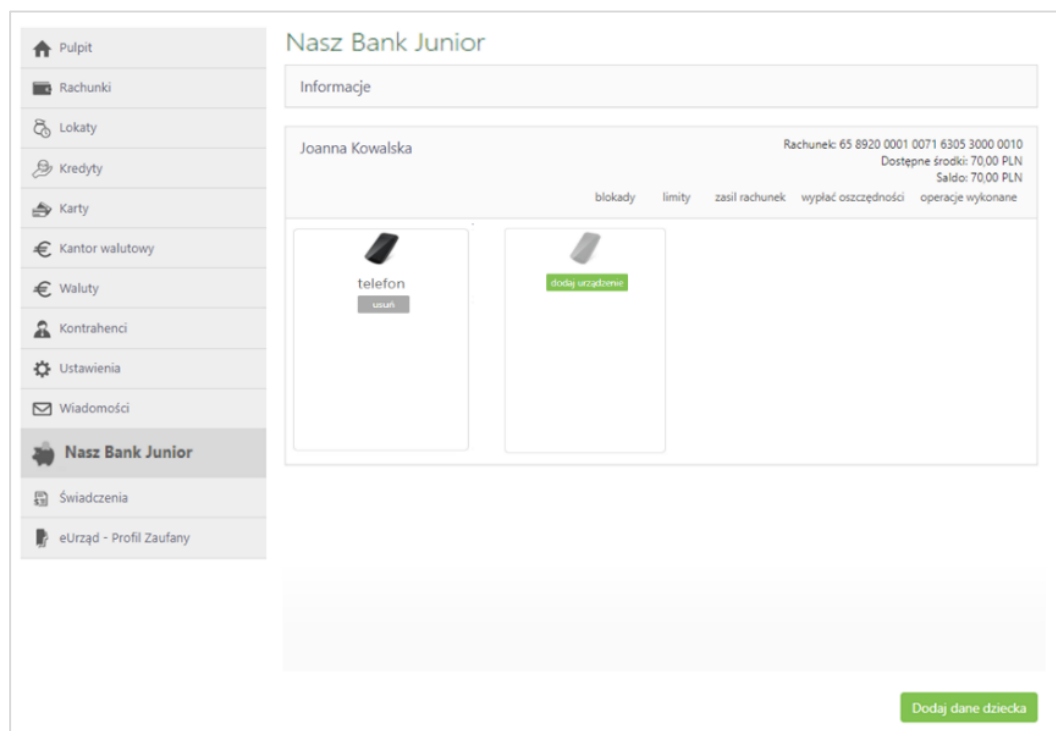 Pulpit
Rachunki
Lokaty
Kredyty
Karty
Kantor walutowy
Waluty
Kontrahenci
Ustawienia
Wiadomości
Nasz Bank Junior
Świadczenia
eUrząd - Profil Zaufany
Nasz Bank Junior
Informacje
Joanna Kowalska
Rachunek: 65 8920 0001 0071 6305 3000 0010
Dostępne środki: 70,00 PLN
Saldo: 70,00 PLN
blokady limity zasil rachunek wypłać oszczędności operacje wykonane
telefon
usuń
dodaj urządzenie
Dodaj dane dziecka